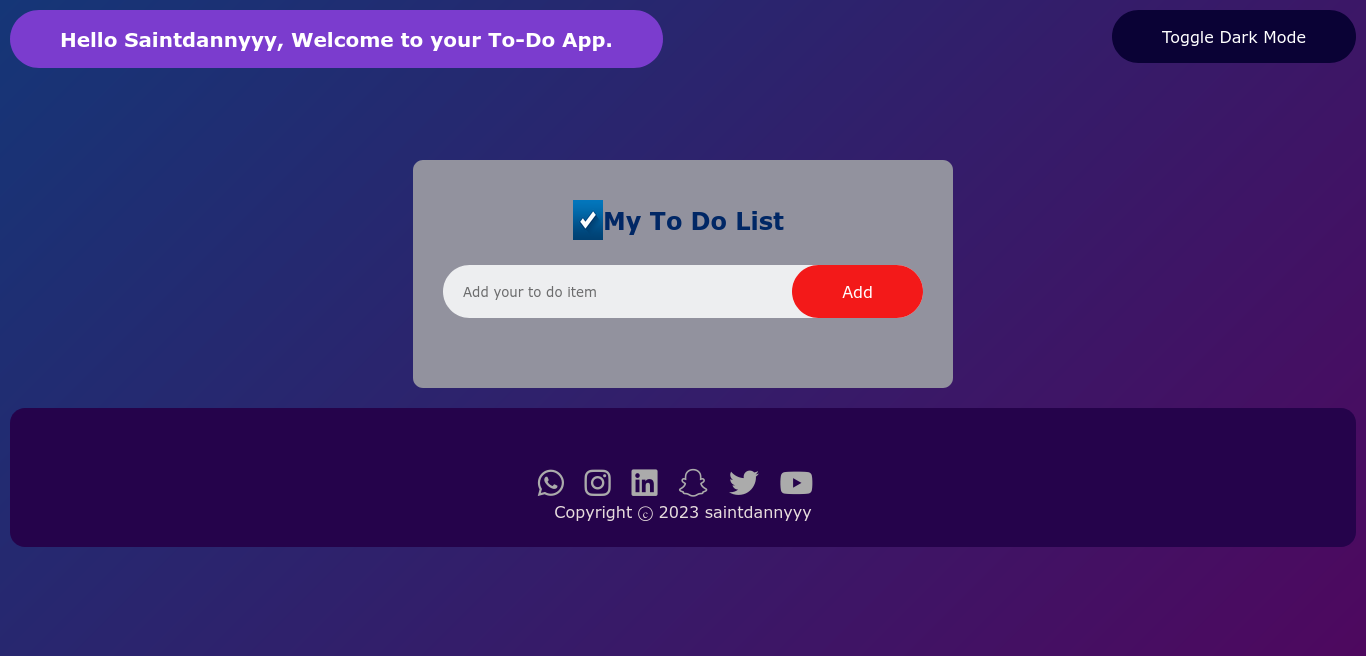 Hello Saintdannyyy, Welcome to your To-Do App.
Toggle Dark Mode
My To Do List
Add your to do item
Add
Copyright ⓒ 2023 saintdannyyy